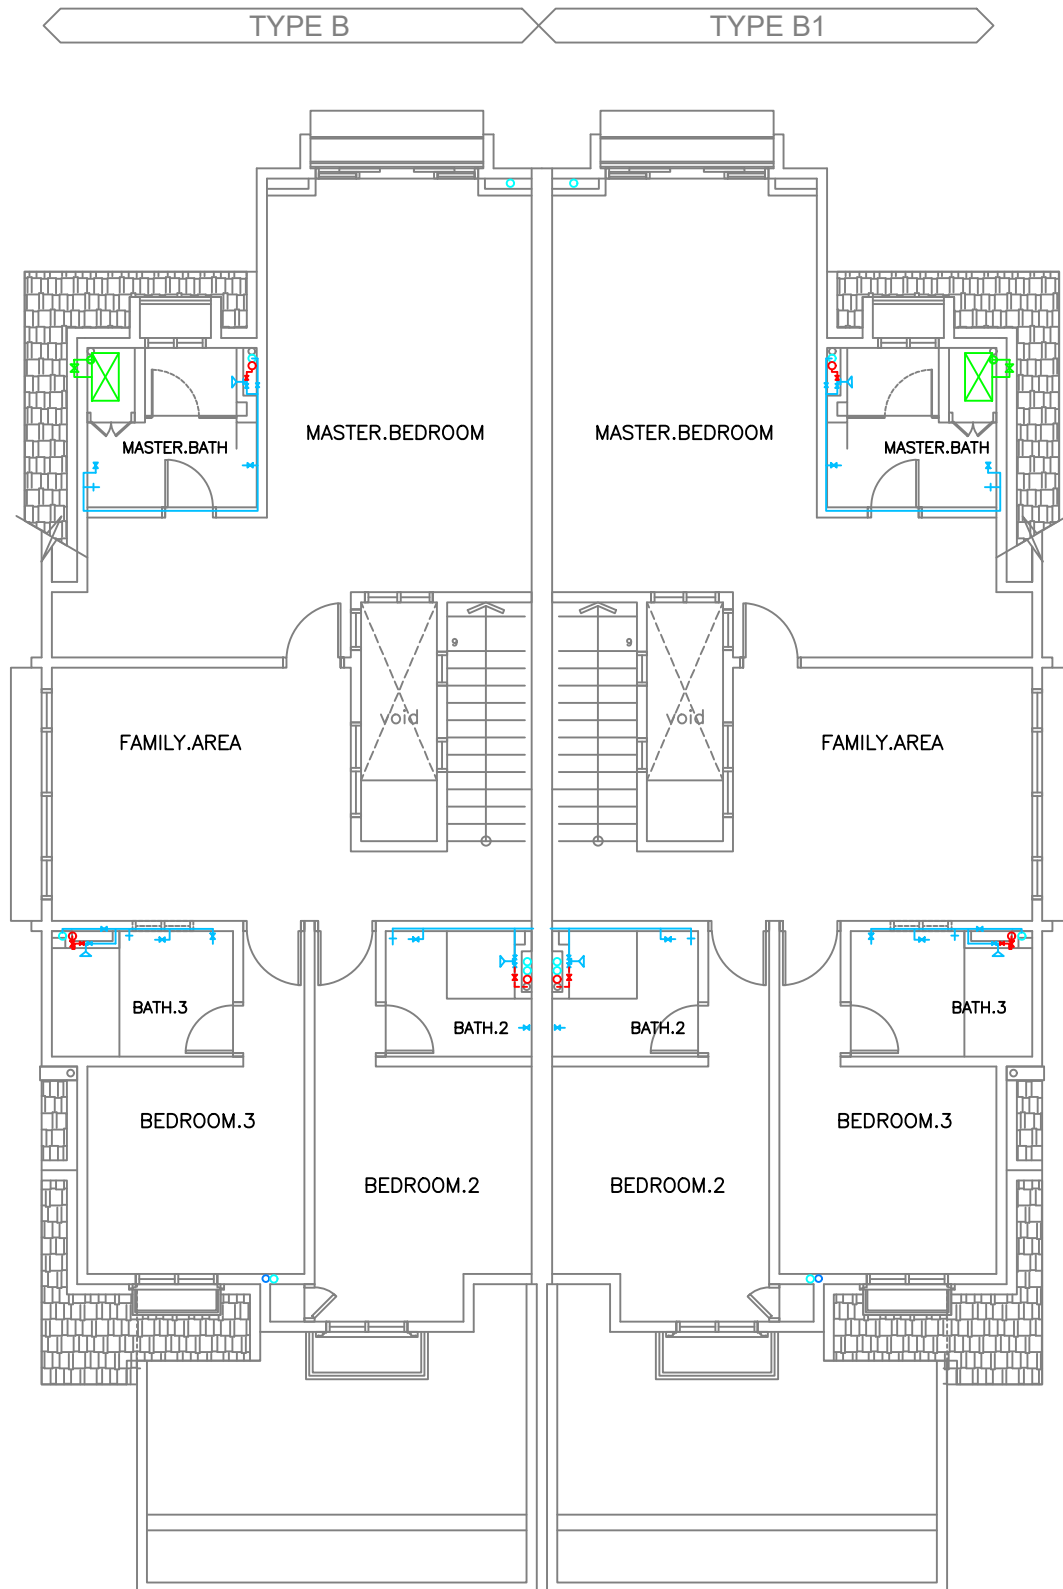 TYPE B
TYPE B1
MASTER.BEDROOM
MASTER.BEDROOM
MASTER.BATH
MASTER.BATH
9
9
void
void
FAMILY.AREA
FAMILY.AREA
BATH.3
BATH.3
BATH.2
BATH.2
BEDROOM.3
BEDROOM.3
BEDROOM.2
BEDROOM.2